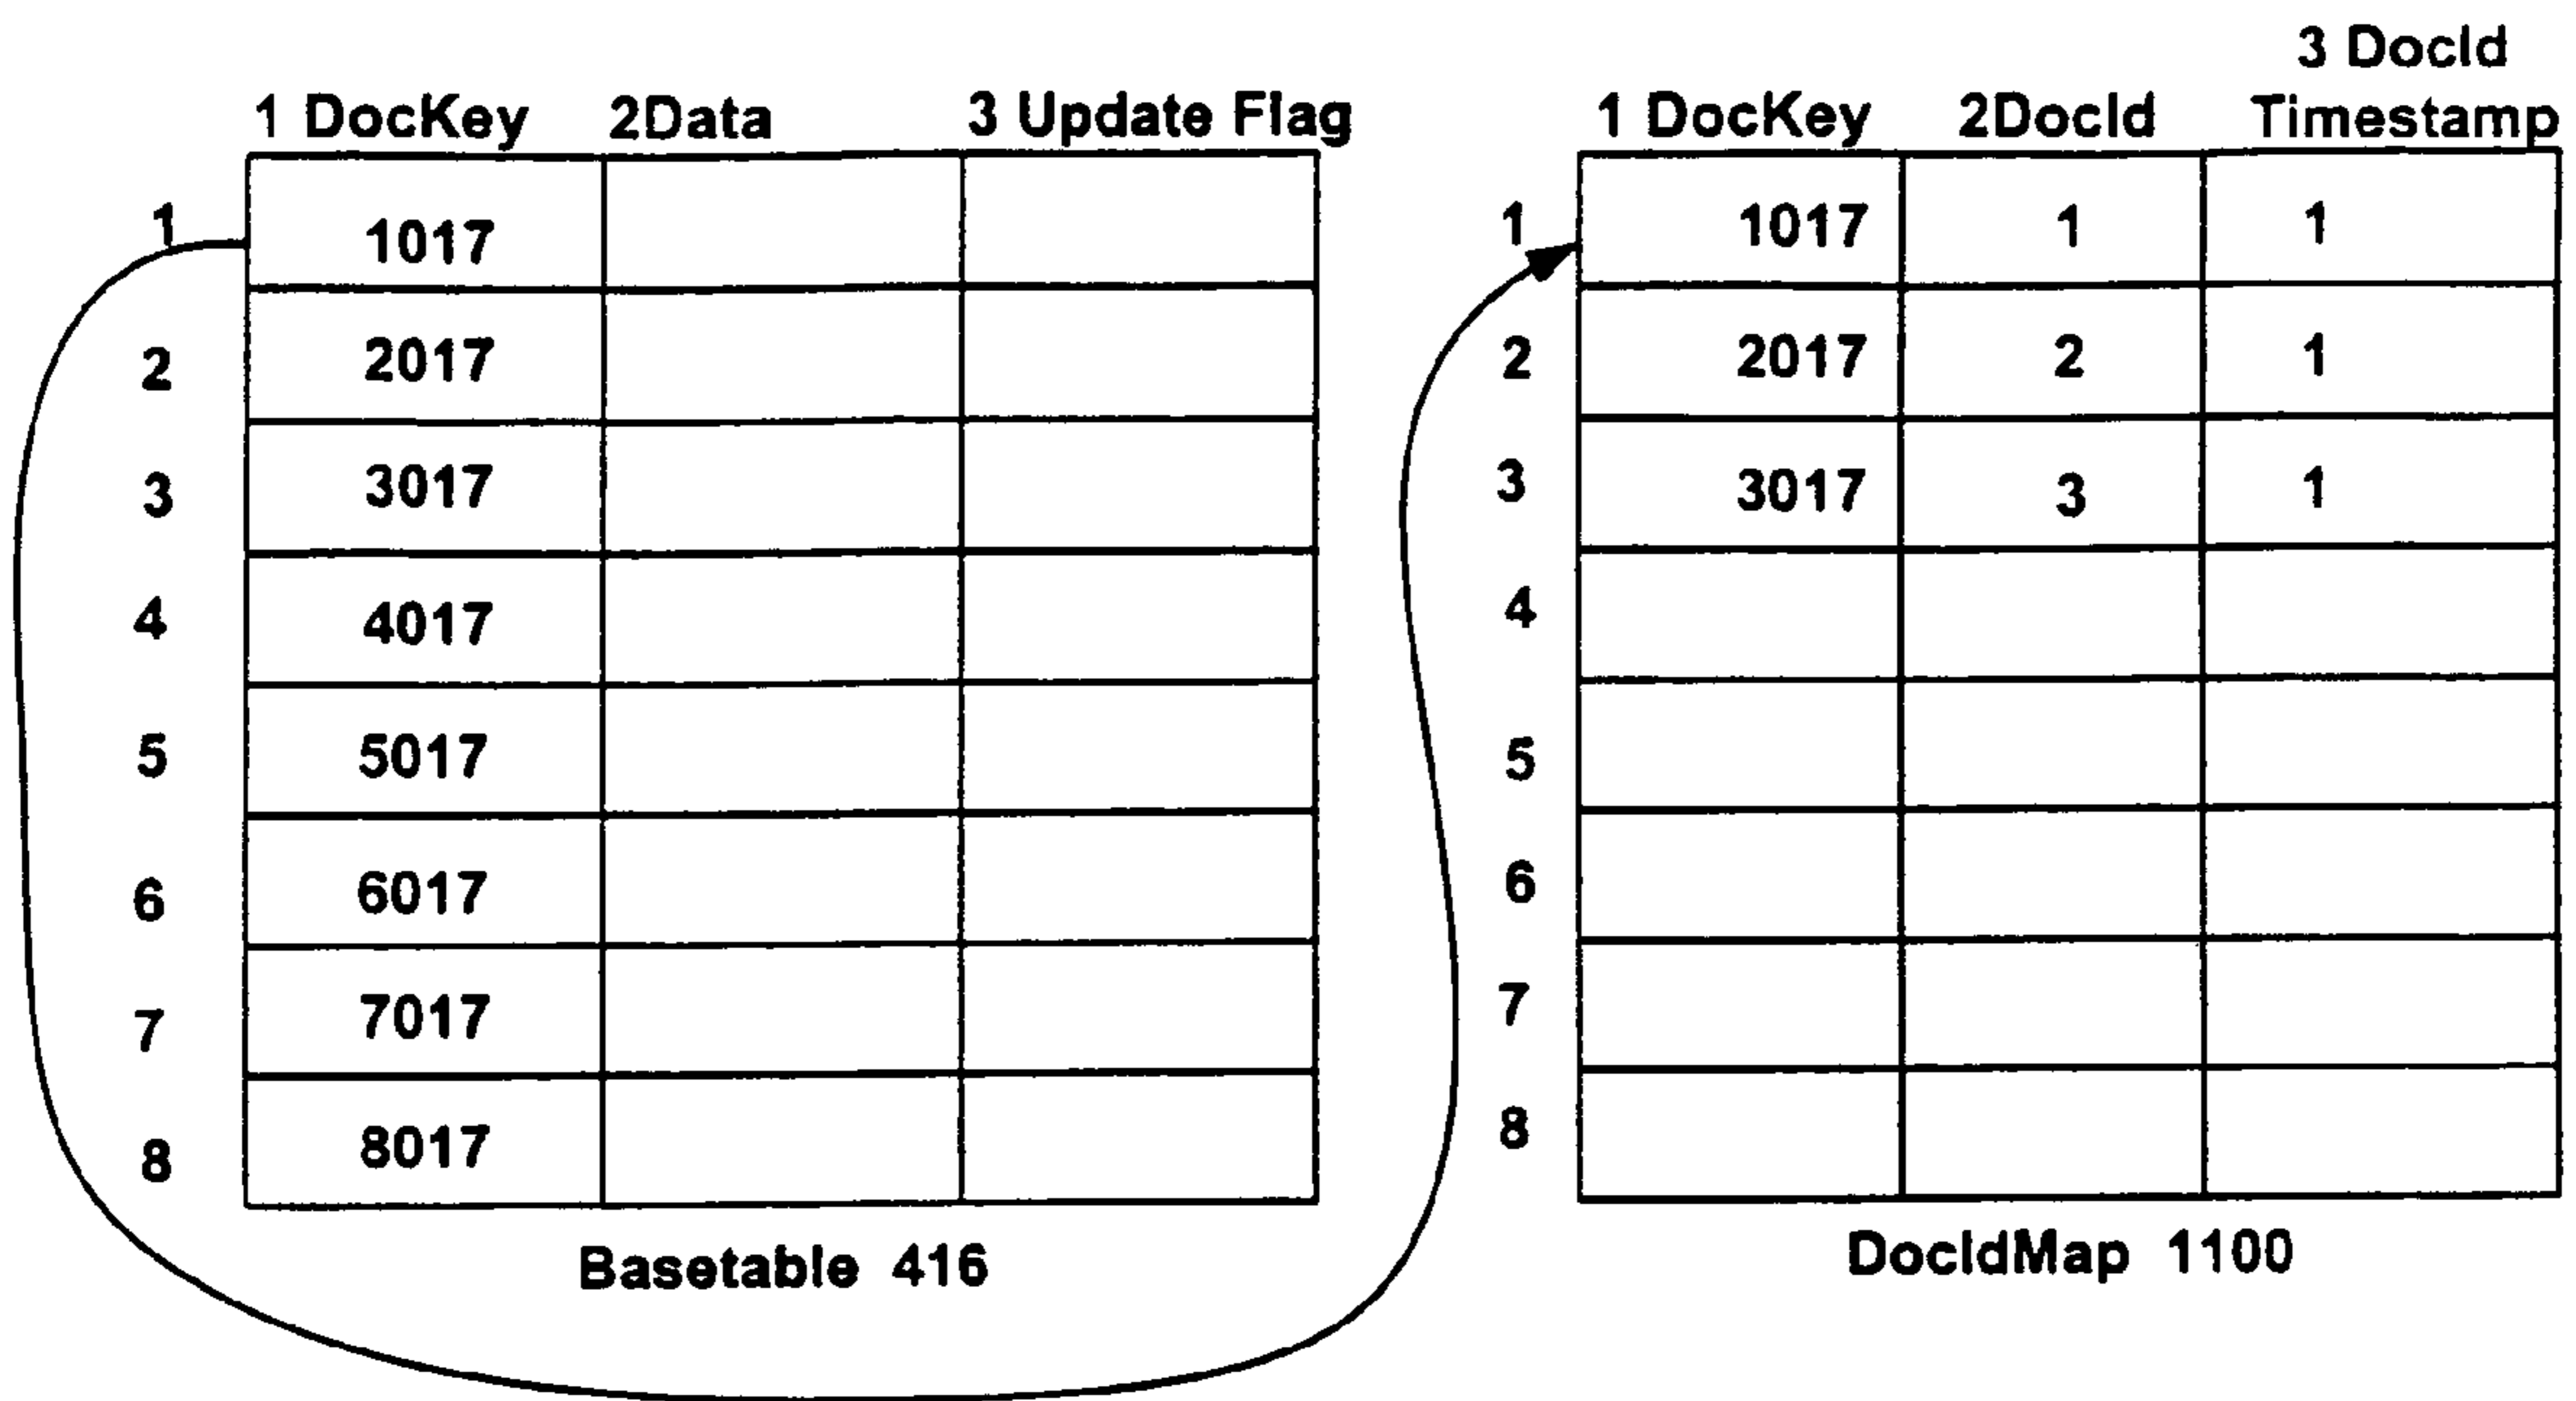 3 DocId
1 DocKey 2Data 3 Update Flag 1 DocKey 2DocId Timestamp
1 1017 1 1017 1 1
2 2017 2 2017 2 1
3 3017 3 3017 3 1
4 4017 4
5 5017 5
6 6017 6
7 7017 7
8 8017 8
Basetable 416 DocIdMap 1100